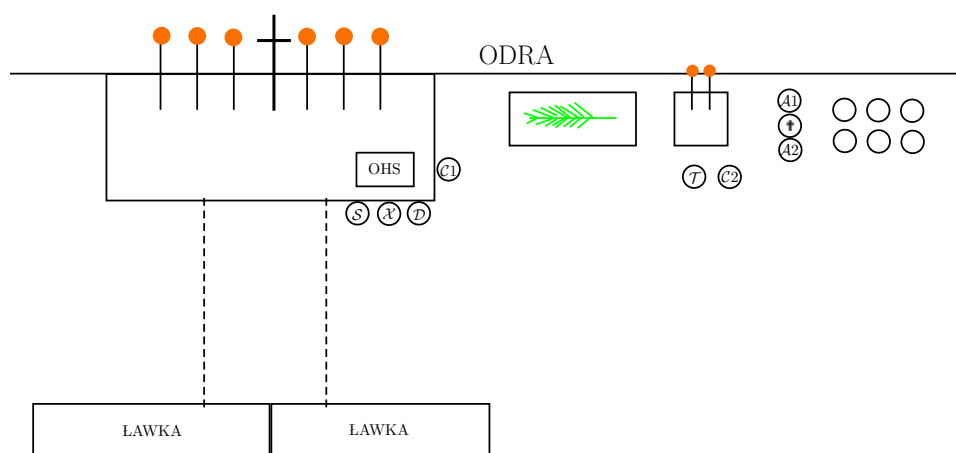 ODRA
𝒜1
✟
𝒜2
OHS
𝒞1
𝒯 𝒞2
𝒮 𝒳 𝒟
ŁAWKA ŁAWKA